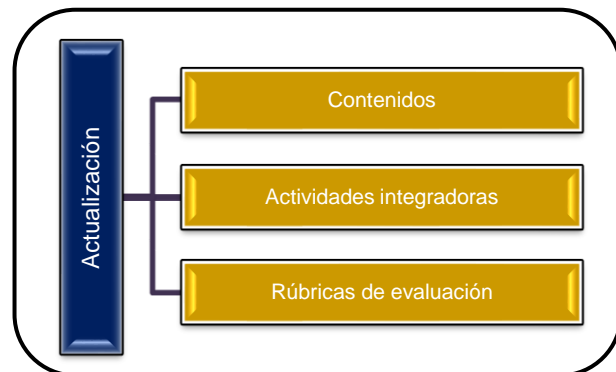 Actualización
Contenidos
Actividades integradoras
Rúbricas de evaluación